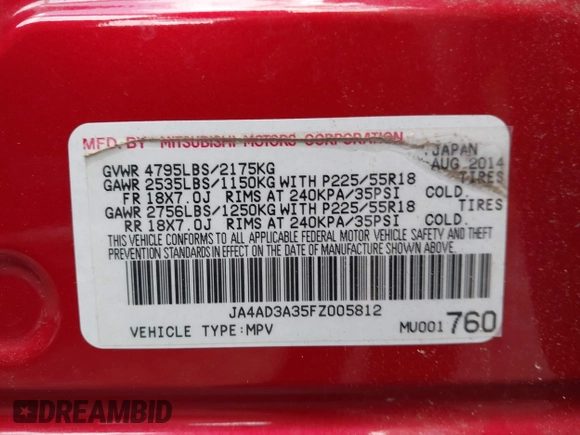 MFD. BY MITSUBISHI MOTORS CORPORATION
JAPAN
GVWR 4795LBS/2175KG AUG 2014
GAWR 2535LBS/1150KG WITH P225/55R18 TIRES
FR 18X7.0J RIMS AT 240KPA/35PSI COLD.
GAWR 2756LBS/1250KG WITH P225/55R18 TIRES
RR 18X7.0J RIMS AT 240KPA/35PSI COLD.
THIS VEHICLE CONFORMS TO ALL APPLICABLE FEDERAL MOTOR VEHICLE SAFETY AND THEFT
PREVENTION STANDARDS IN EFFECT ON THE DATE OF MANUFACTURE SHOWN ABOVE.
JA4AD3A35FZ005812
VEHICLE TYPE:MPV MU001760
DREAMBID